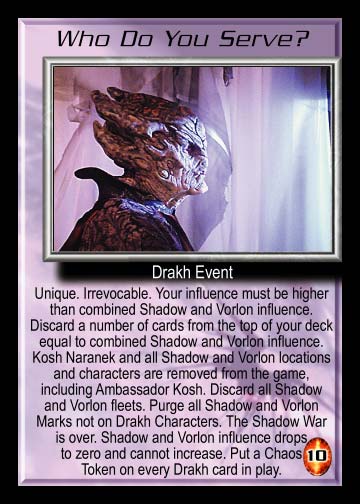 Who Do You Serve?
Drakh Event
Unique. Irrevocable. Your influence must be higher
than combined Shadow and Vorlon influence.
Discard a number of cards from the top of your deck
equal to combined Shadow and Vorlon influence.
Kosh Naranek and all Shadow and Vorlon locations
and characters are removed from the game,
including Ambassador Kosh. Discard all Shadow
and Vorlon fleets. Purge all Shadow and Vorlon
Marks not on Drakh Characters. The Shadow War
is over. Shadow and Vorlon influence drops
to zero and cannot increase. Put a Chaos
Token on every Drakh card in play.
10